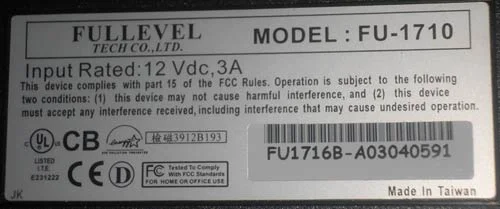 FULLEVEL
TECH CO.,LTD.
MODEL : FU-1710
Input Rated:12 Vdc,3A
This device complies with part 15 of the FCC Rules. Operation is subject to the following
two conditions: (1) this device may not cause harmful interference, and (2) this device
must accept any interference received, including interference that may cause undesired operation.
UL
CB
檢磁3912B193
LISTED
I.T.E.
E231222
CE
D
FC
Tested To Comply
With FCC Standards
FOR HOME OR OFFICE USE
FU1716B-A03040591
JK
Made In Taiwan